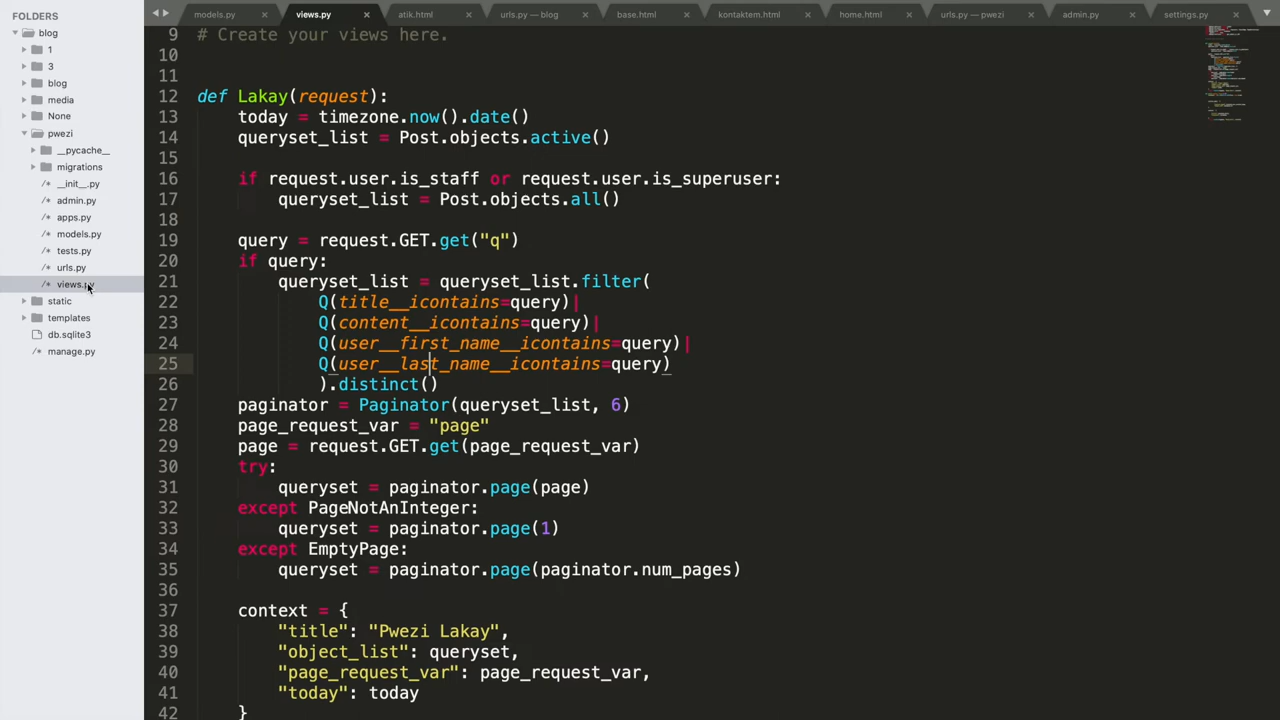 FOLDERS
blog
1
3
blog
media
None
pwezi
__pycache__
migrations
/* __init__.py
/* admin.py
/* apps.py
/* models.py
/* tests.py
/* urls.py
/* views.py
static
templates
db.sqlite3
/* manage.py
models.py × views.py × atik.html × urls.py — blog × base.html × kontaktem.html × home.html × urls.py — pwezi × admin.py × settings.py ×
9 # Create your views here.
10
11
12 def Lakay(request):
13 today = timezone.now().date()
14 queryset_list = Post.objects.active()
15
16 if request.user.is_staff or request.user.is_superuser:
17 queryset_list = Post.objects.all()
18
19 query = request.GET.get("q")
20 if query:
21 queryset_list = queryset_list.filter(
22 Q(title__icontains=query)|
23 Q(content__icontains=query)|
24 Q(user__first_name__icontains=query)|
25 Q(user__last_name__icontains=query)
26 ).distinct()
27 paginator = Paginator(queryset_list, 6)
28 page_request_var = "page"
29 page = request.GET.get(page_request_var)
30 try:
31 queryset = paginator.page(page)
32 except PageNotAnInteger:
33 queryset = paginator.page(1)
34 except EmptyPage:
35 queryset = paginator.page(paginator.num_pages)
36
37 context = {
38 "title": "Pwezi Lakay",
39 "object_list": queryset,
40 "page_request_var": page_request_var,
41 "today": today
42 }